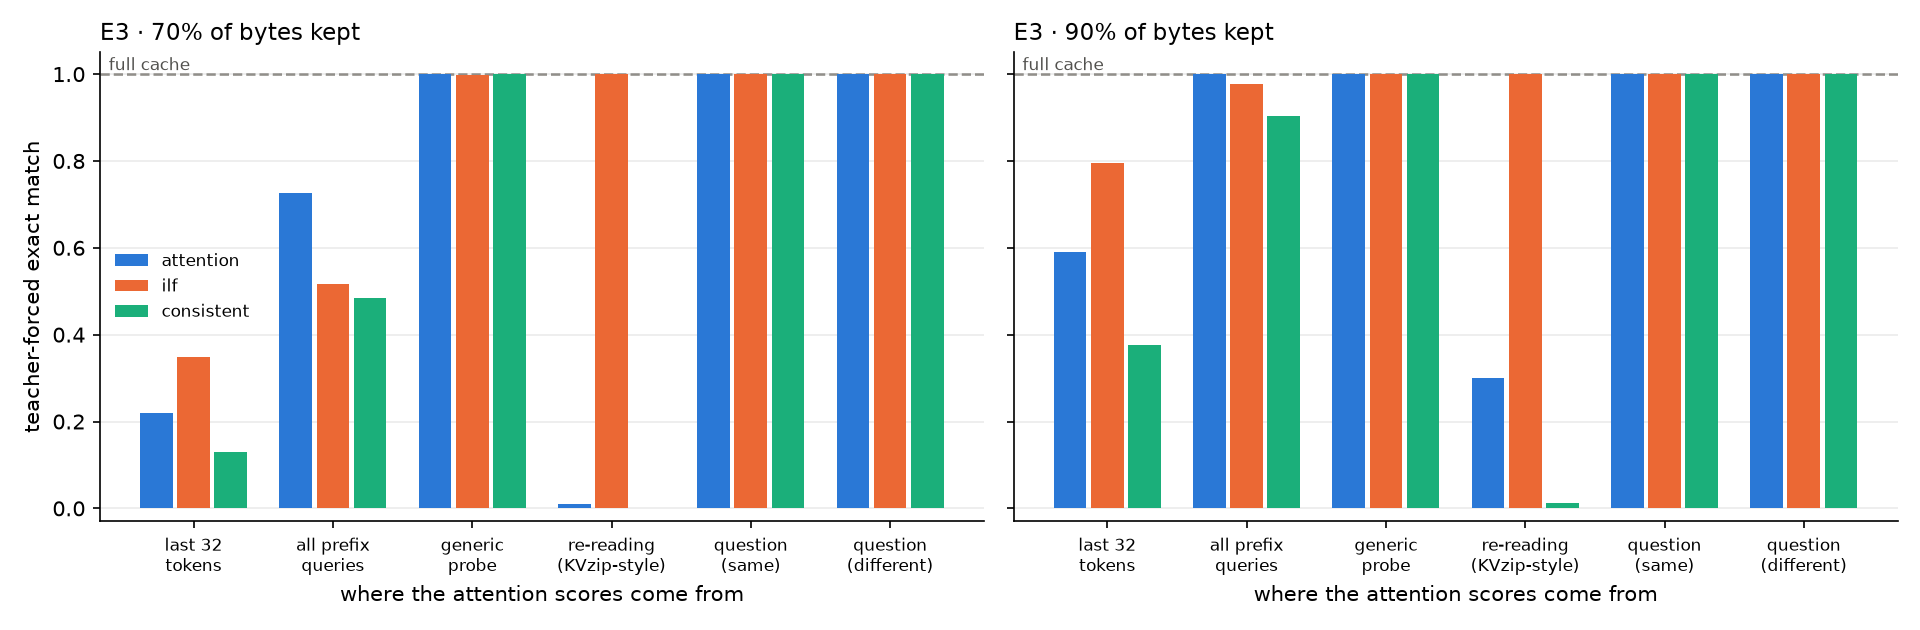 E3 · 70% of bytes kept
full cache
1.0
0.8
0.6
0.4
0.2
0.0
teacher-forced exact match
attention
ilf
consistent
last 32
tokens
all prefix
queries
generic
probe
re-reading
(KVzip-style)
question
(same)
question
(different)
where the attention scores come from
E3 · 90% of bytes kept
full cache
last 32
tokens
all prefix
queries
generic
probe
re-reading
(KVzip-style)
question
(same)
question
(different)
where the attention scores come from